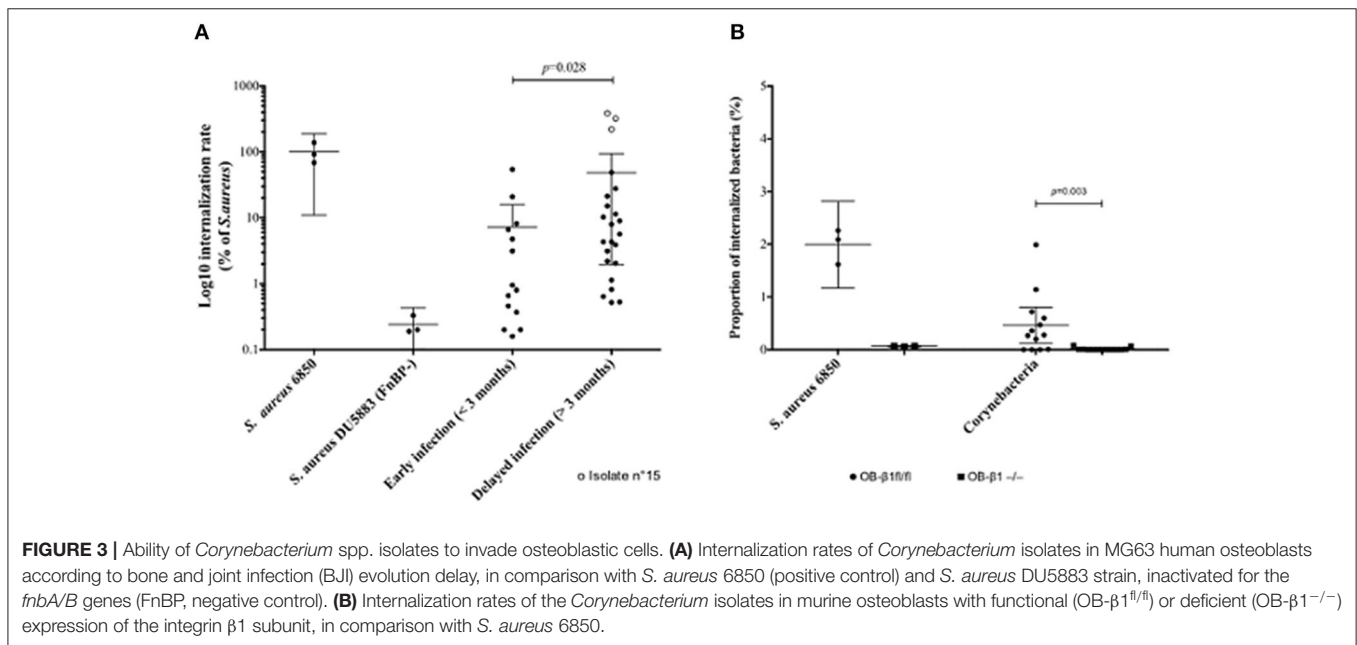 A
B
p=0.028
p=0.003
Log10 internalization rate
(% of S.aureus)
1000
100
10
1
0.1
S. aureus 6850
S. aureus DU5883 (FnBP-)
Early infection (< 3 months)
Delayed infection (> 3 months)
o Isolate n°15
Proportion of internalized bacteria (%)
5
4
3
2
1
0
S. aureus 6850
Corynebacteria
OB-β1fl/fl
OB-β1 -/-
FIGURE 3 | Ability of Corynebacterium spp. isolates to invade osteoblastic cells. (A) Internalization rates of Corynebacterium isolates in MG63 human osteoblasts
according to bone and joint infection (BJI) evolution delay, in comparison with S. aureus 6850 (positive control) and S. aureus DU5883 strain, inactivated for the
fnbA/B genes (FnBP, negative control). (B) Internalization rates of the Corynebacterium isolates in murine osteoblasts with functional (OB-β1fl/fl) or deficient (OB-β1−/−)
expression of the integrin β1 subunit, in comparison with S. aureus 6850.